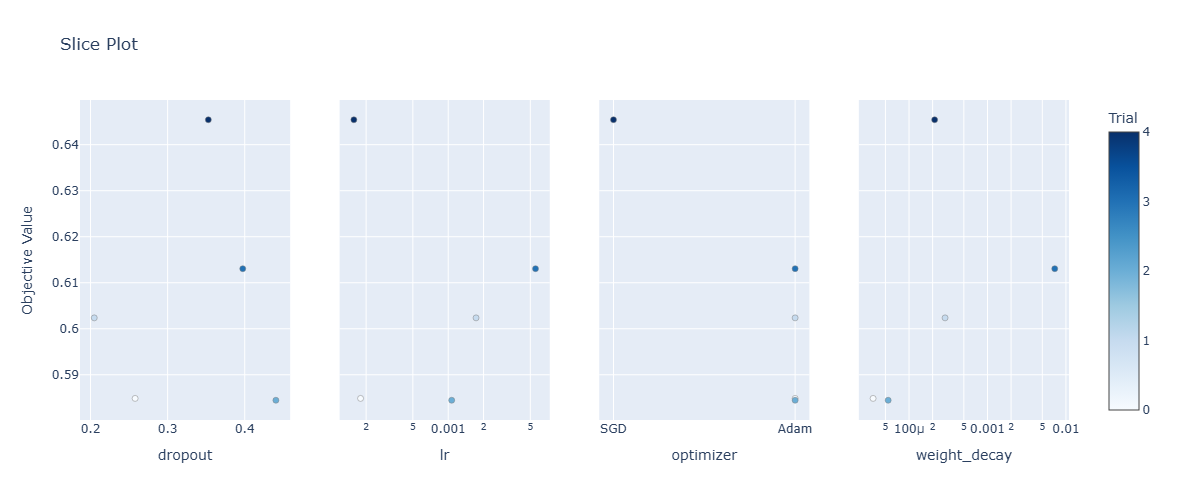 Slice Plot
Objective Value
0.64
0.63
0.62
0.61
0.6
0.59
0.2 0.3 0.4
dropout
2 5 0.001 2 5
lr
SGD Adam
optimizer
5 100μ 2 5 0.001 2 5 0.01
weight_decay
Trial
4
3
2
1
0